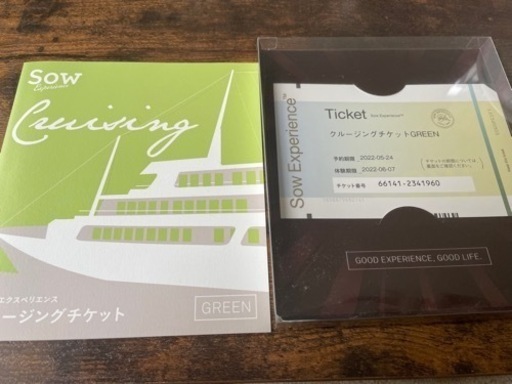 Sow
Experience
Cruising
エクスペリエンス
ージングチケット
GREEN
Sow Experience™
Ticket Sow Experience™
クルージングチケットGREEN
予約期限 2022-05-24
体験期限 2022-06-07
チケット番号 66141-2341960
GOOD EXPERIENCE, GOOD LIFE.